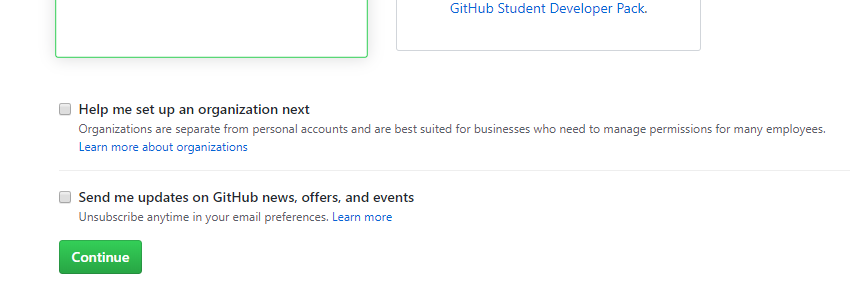 GitHub Student Developer Pack.
Help me set up an organization next
Organizations are separate from personal accounts and are best suited for businesses who need to manage permissions for many employees.
Learn more about organizations
Send me updates on GitHub news, offers, and events
Unsubscribe anytime in your email preferences. Learn more
Continue